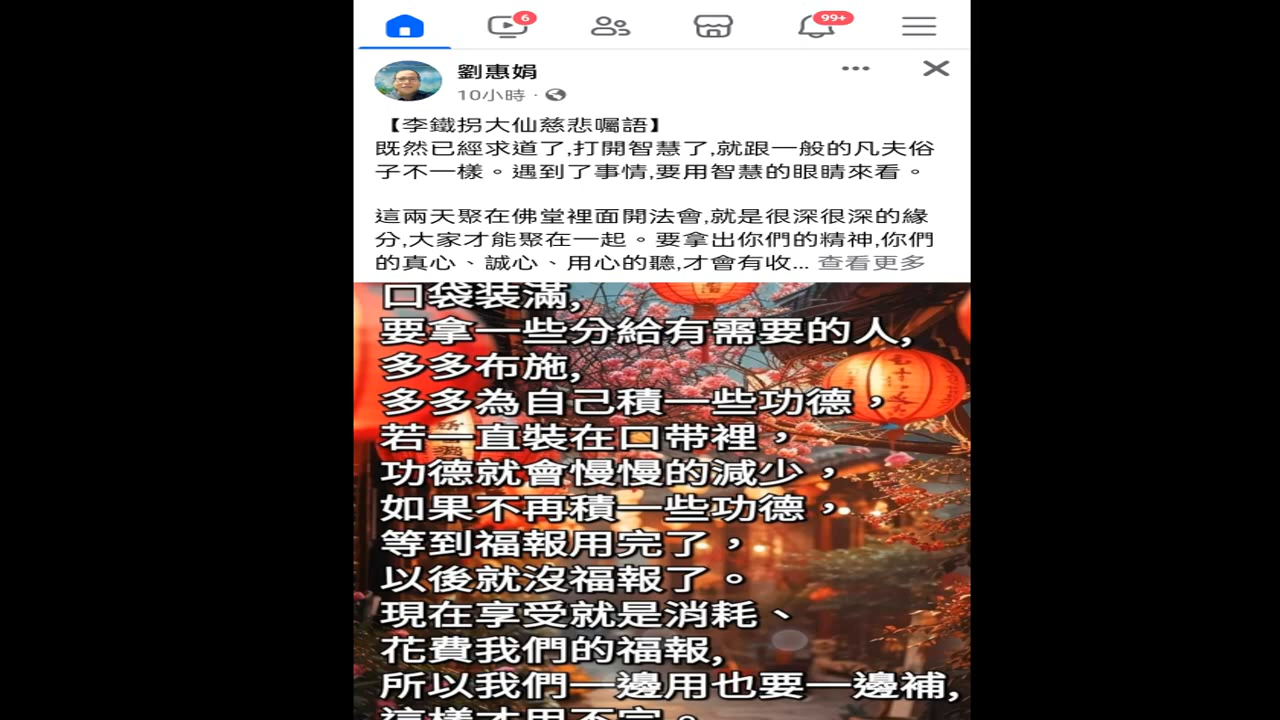 6
99+
劉惠娟
10小時 ·
【李鐵拐大仙慈悲囑語】
既然已經求道了,打開智慧了,就跟一般的凡夫俗
子不一樣。遇到了事情,要用智慧的眼睛來看。
這兩天聚在佛堂裡面開法會,就是很深很深的緣
分,大家才能聚在一起。要拿出你們的精神,你們
的真心、誠心、用心的聽,才會有收... 查看更多
口袋装滿,
要拿一些分給有需要的人,
多多布施,
多多為自己積一些功德，
若一直裝在口带裡，
功德就會慢慢的減少，
如果不再積一些功德，
等到福報用完了，
以後就沒福報了。
現在享受就是消耗、
花費我們的福報,
所以我們一邊用也要一邊補,
這樣才用不完。